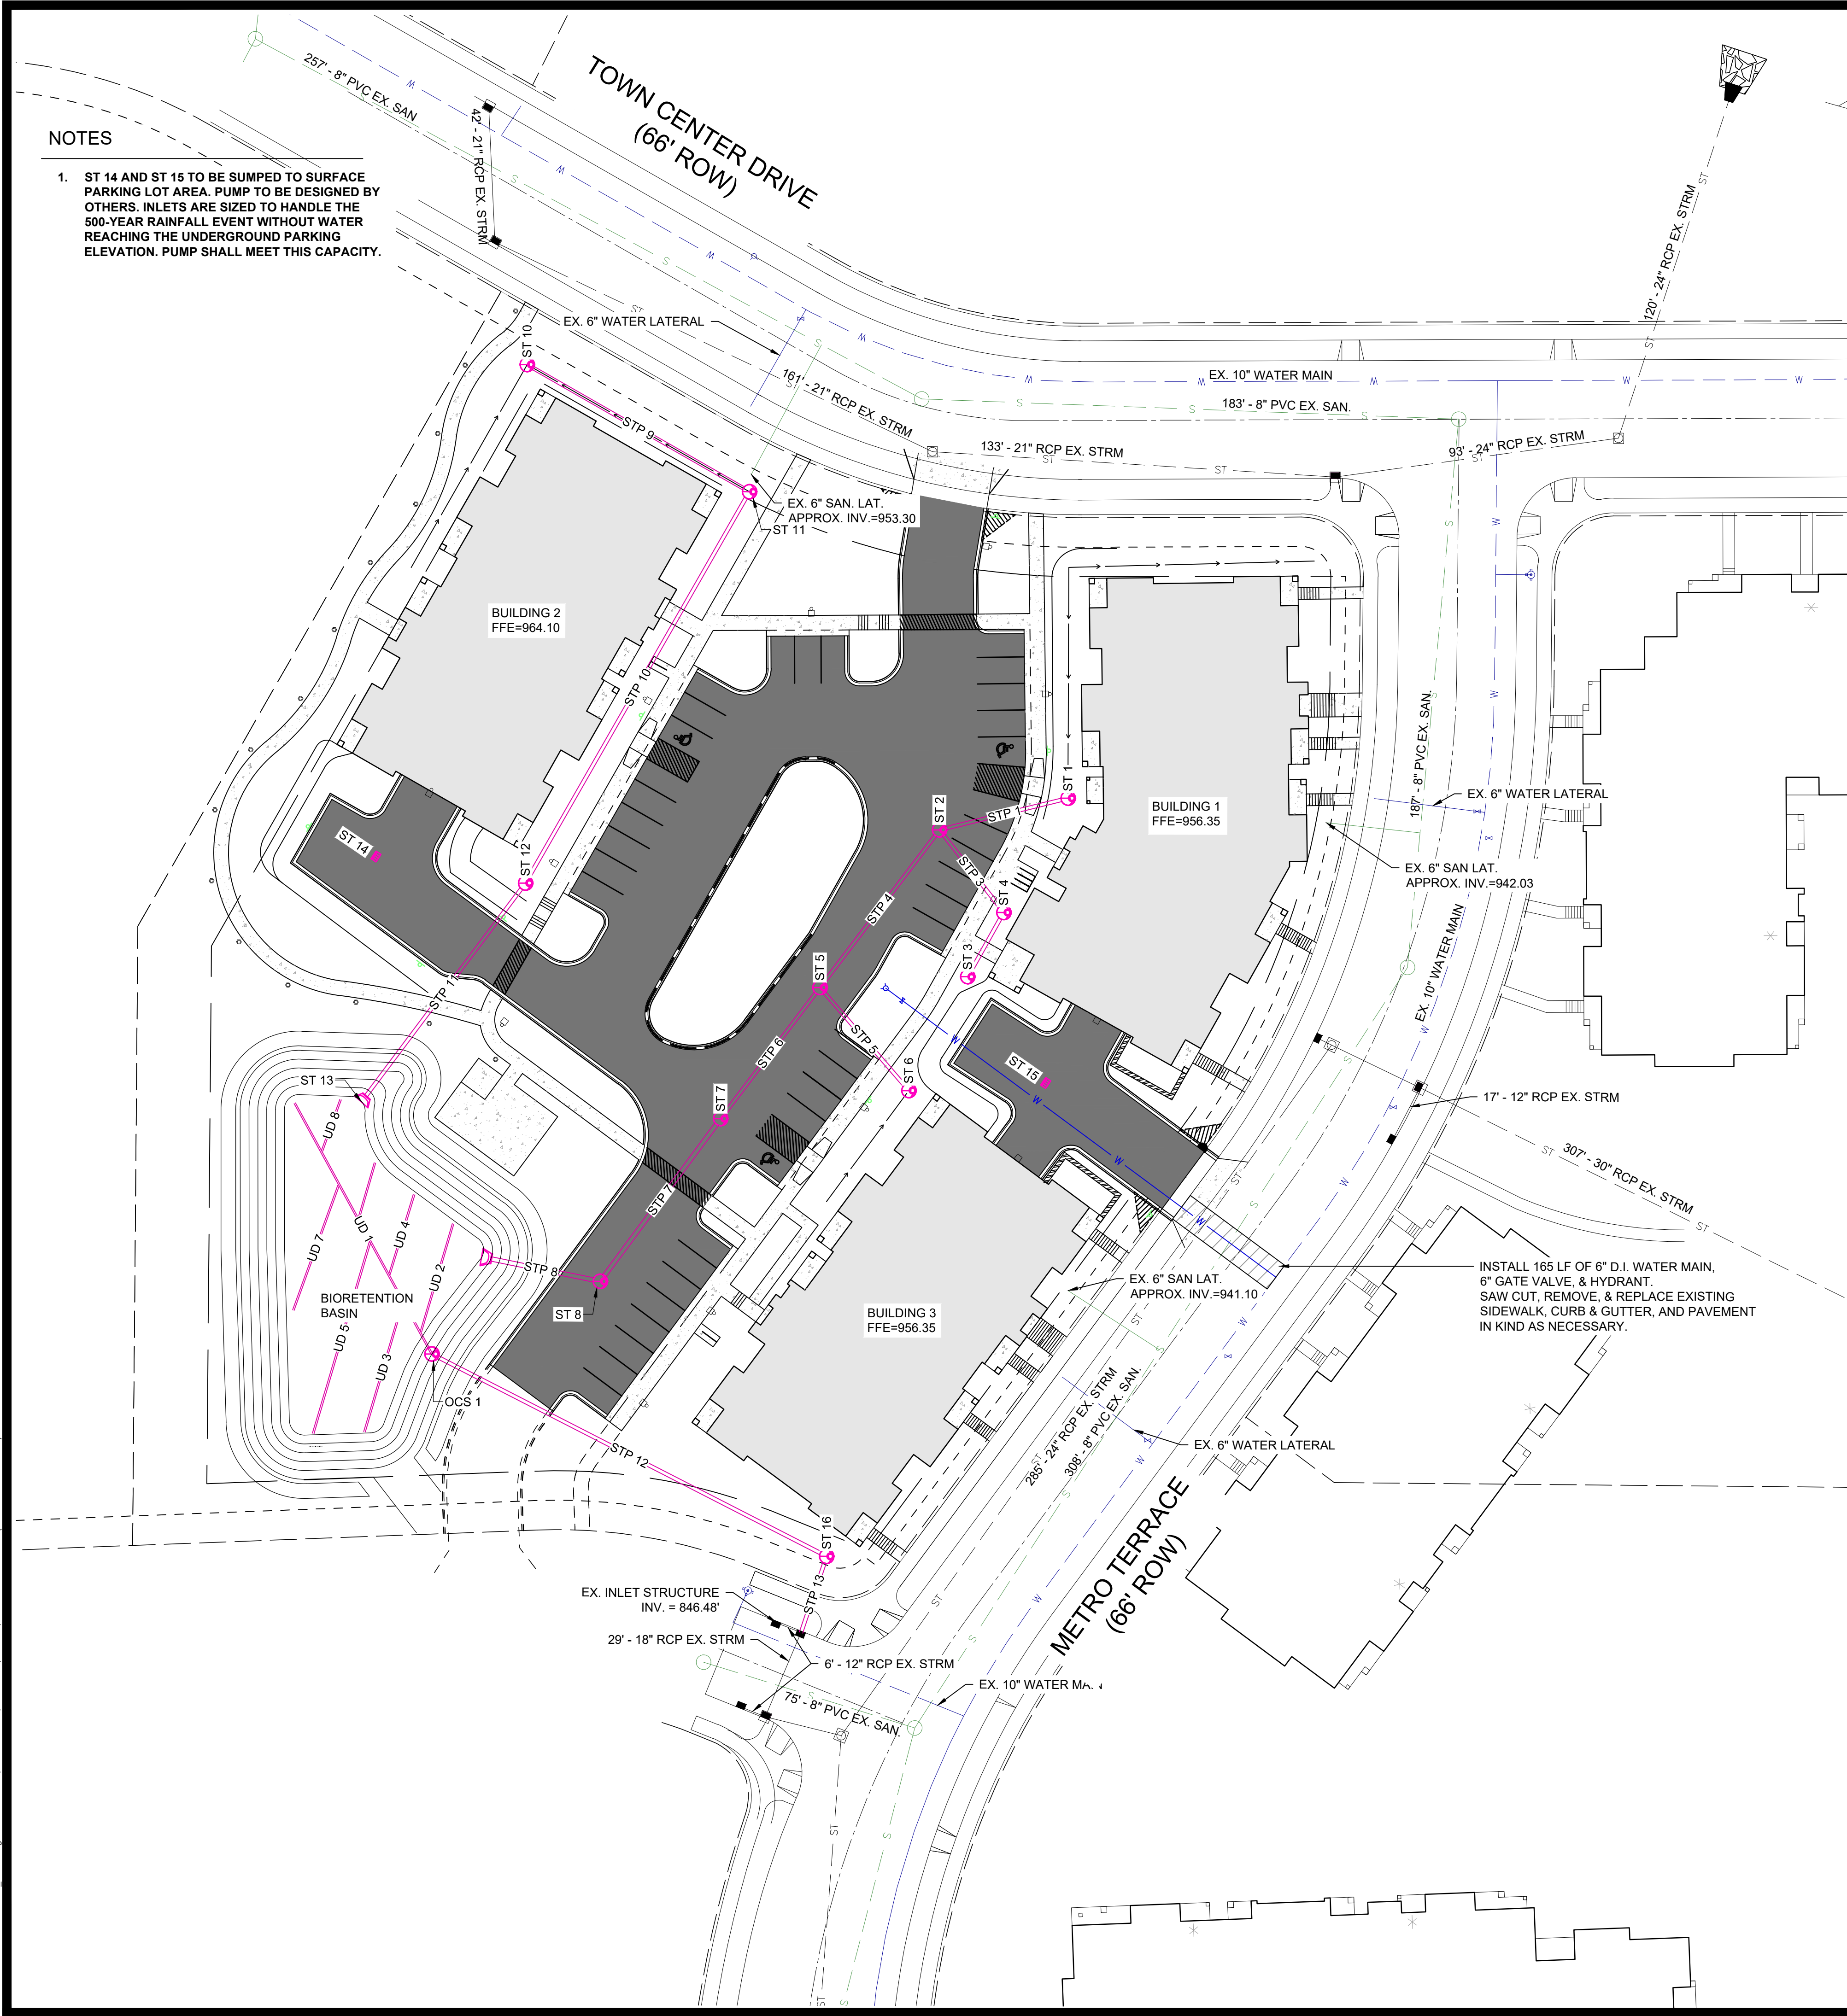 TOWN CENTER DRIVE
(66' ROW)
257' - 8" PVC EX. SAN
42' - 21" RCP EX. STRM
NOTES
1. ST 14 AND ST 15 TO BE SUMPED TO SURFACE
PARKING LOT AREA. PUMP TO BE DESIGNED BY
OTHERS. INLETS ARE SIZED TO HANDLE THE
500-YEAR RAINFALL EVENT WITHOUT WATER
REACHING THE UNDERGROUND PARKING
ELEVATION. PUMP SHALL MEET THIS CAPACITY.
120' - 24" RCP EX. STRM
EX. 6" WATER LATERAL
ST 10
161' - 21" RCP EX. STRM
EX. 10" WATER MAIN
183' - 8" PVC EX. SAN.
STP 9
133' - 21" RCP EX. STRM
93' - 24" RCP EX. STRM
EX. 6" SAN. LAT.
APPROX. INV.=953.30
ST 11
BUILDING 2
FFE=964.10
STP 10
187' - 8" PVC EX. SAN.
ST 1
STP 1
ST 2
BUILDING 1
FFE=956.35
EX. 6" WATER LATERAL
ST 14
ST 12
STP 3
ST 4
EX. 6" SAN LAT.
APPROX. INV.=942.03
STP 4
ST 3
ST 5
EX. 10" WATER MAIN
STP 11
STP 5
STP 6
ST 6
ST 15
ST 13
ST 7
17' - 12" RCP EX. STRM
UD 8
307' - 30" RCP EX. STRM
UD 1
UD 4
UD 7
STP 7
STP 8
UD 2
ST 8
BIORETENTION
BASIN
UD 5
UD 3
OCS 1
BUILDING 3
FFE=956.35
EX. 6" SAN LAT.
APPROX. INV.=941.10
INSTALL 165 LF OF 6" D.I. WATER MAIN,
6" GATE VALVE, & HYDRANT.
SAW CUT, REMOVE, & REPLACE EXISTING
SIDEWALK, CURB & GUTTER, AND PAVEMENT
IN KIND AS NECESSARY.
285' - 24" RCP EX. STRM
308' - 8" PVC EX. SAN.
EX. 6" WATER LATERAL
STP 12
ST 16
STP 13
METRO TERRACE
(66' ROW)
EX. INLET STRUCTURE
INV. = 846.48'
29' - 18" RCP EX. STRM
6' - 12" RCP EX. STRM
EX. 10" WATER
75' - 8" PVC EX. SAN.